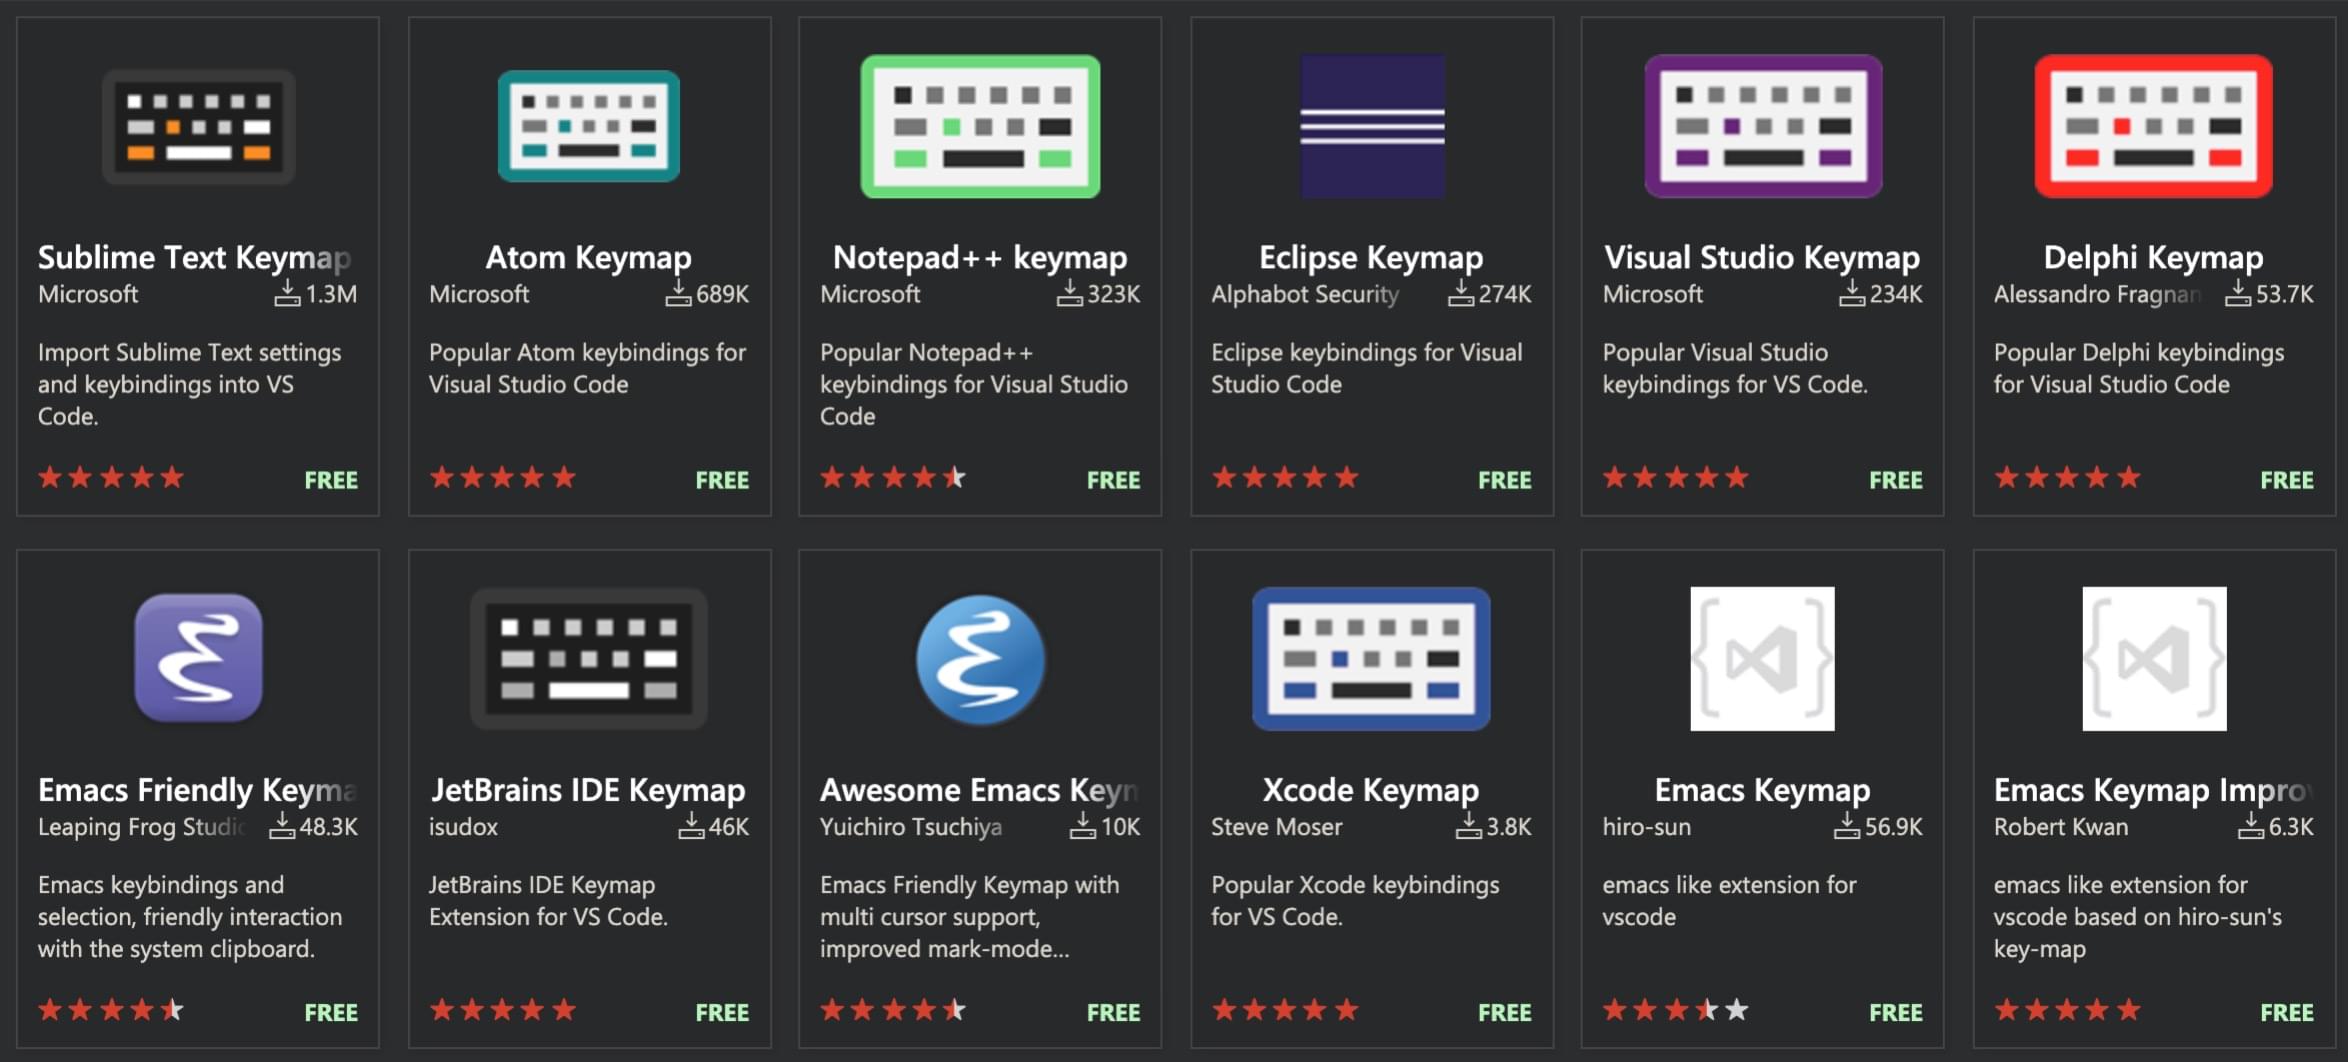 Sublime Text Keymap
Microsoft 1.3M
Import Sublime Text settings
and keybindings into VS
Code.
FREE
Atom Keymap
Microsoft 689K
Popular Atom keybindings for
Visual Studio Code
FREE
Notepad++ keymap
Microsoft 323K
Popular Notepad++
keybindings for Visual Studio
Code
FREE
Eclipse Keymap
Alphabot Security 274K
Eclipse keybindings for Visual
Studio Code
FREE
Visual Studio Keymap
Microsoft 234K
Popular Visual Studio
keybindings for VS Code.
FREE
Delphi Keymap
Alessandro Fragnan 53.7K
Popular Delphi keybindings
for Visual Studio Code
FREE
Emacs Friendly Keyma
Leaping Frog Studio 48.3K
Emacs keybindings and
selection, friendly interaction
with the system clipboard.
FREE
JetBrains IDE Keymap
isudox 46K
JetBrains IDE Keymap
Extension for VS Code.
FREE
Awesome Emacs Keym
Yuichiro Tsuchiya 10K
Emacs Friendly Keymap with
multi cursor support,
improved mark-mode...
FREE
Xcode Keymap
Steve Moser 3.8K
Popular Xcode keybindings
for VS Code.
FREE
Emacs Keymap
hiro-sun 56.9K
emacs like extension for
vscode
FREE
Emacs Keymap Improv
Robert Kwan 6.3K
emacs like extension for
vscode based on hiro-sun's
key-map
FREE